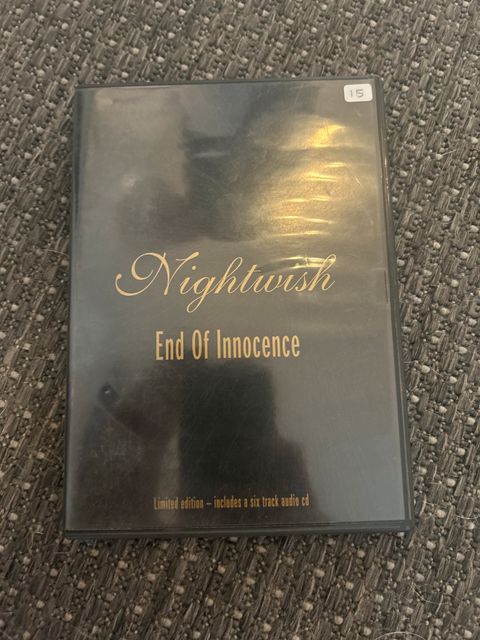 15
Nightwish
End Of Innocence
Limited edition – includes a six track audio cd